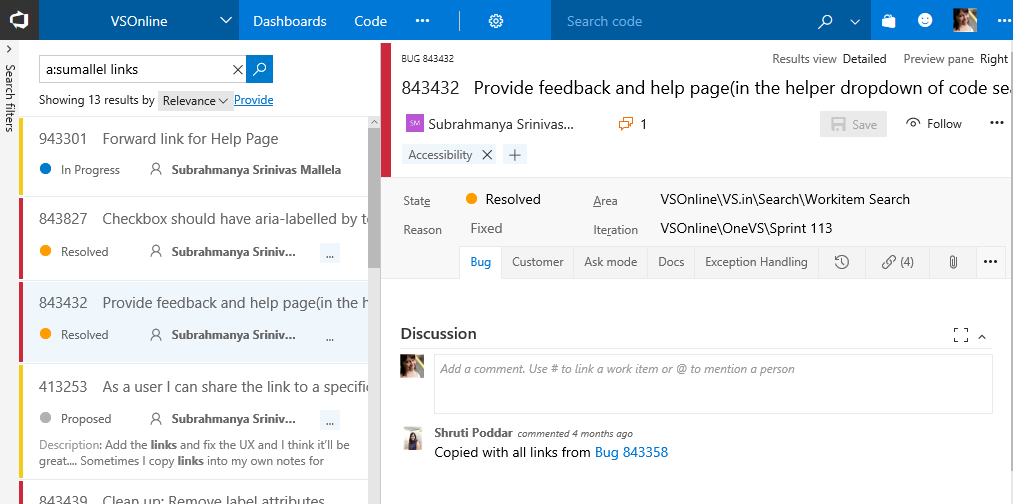 VSOnline
Dashboards
Code
Search code
Search filters
a:sumallel links
Showing 13 results by Relevance Provide
943301 Forward link for Help Page
In Progress Subrahmanya Srinivas Mallela
843827 Checkbox should have aria-labelled by te
Resolved Subrahmanya Sriniv... ...
843432 Provide feedback and help page(in the h
Resolved Subrahmanya Sriniv... ...
413253 As a user I can share the link to a specific
Proposed Subrahmanya Sriniv... ...
Description: Add the links and fix the UX and I think it'll be
great.... Sometimes I copy links into my own notes for
843439 Clean up: Remove label attributes
BUG 843432
Results view Detailed Preview pane Right
843432 Provide feedback and help page(in the helper dropdown of code sea
SM Subrahmanya Srinivas... 1
Save Follow
Accessibility
State Resolved Area VSOnline\VS.in\Search\Workitem Search
Reason Fixed Iteration VSOnline\OneVS\Sprint 113
Bug Customer Ask mode Docs Exception Handling (4)
Discussion
Add a comment. Use # to link a work item or @ to mention a person
Shruti Poddar commented 4 months ago
Copied with all links from Bug 843358